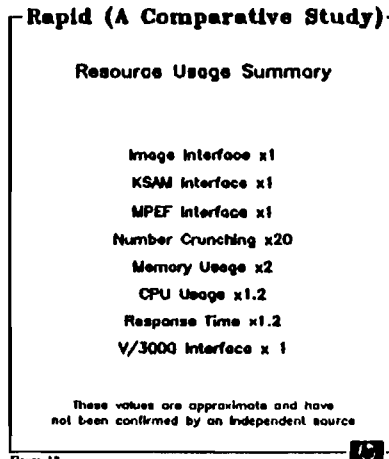 Rapid (A Comparative Study)
Resource Usage Summary
Image Interface x1
KSAM Interface x1
MPEF Interface x1
Number Crunching x20
Memory Usage x2
CPU Usage x1.2
Response Time x1.2
V/3000 Interface x 1
These values are approximate and have
not been confirmed by an Independent source
hp